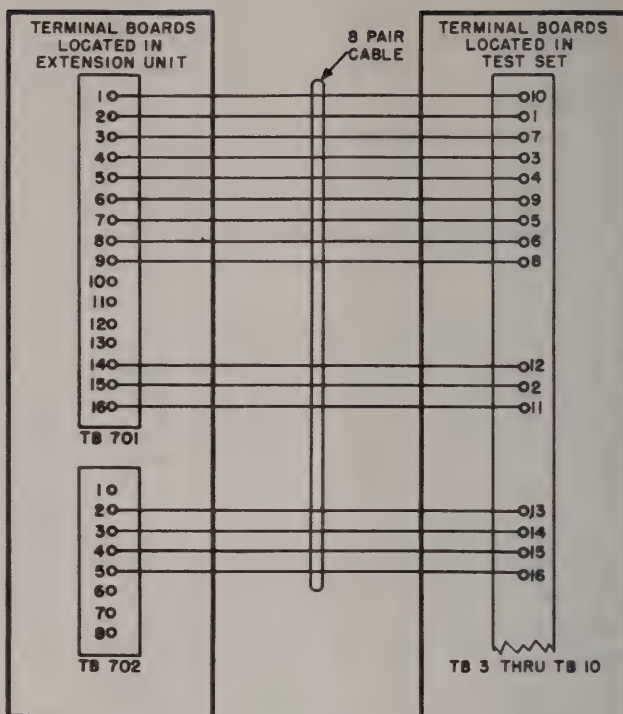 TERMINAL BOARDS
LOCATED IN
EXTENSION UNIT
8 PAIR
CABLE
TERMINAL BOARDS
LOCATED IN
TEST SET
1 10
2 1
3 7
4 3
5 4
6 9
7 5
8 6
9 8
10
11
12
13
14 12
15 2
16 11
TB 701
1
2 13
3 14
4 15
5 16
6
7
8
TB 702
TB 3 THRU TB 10